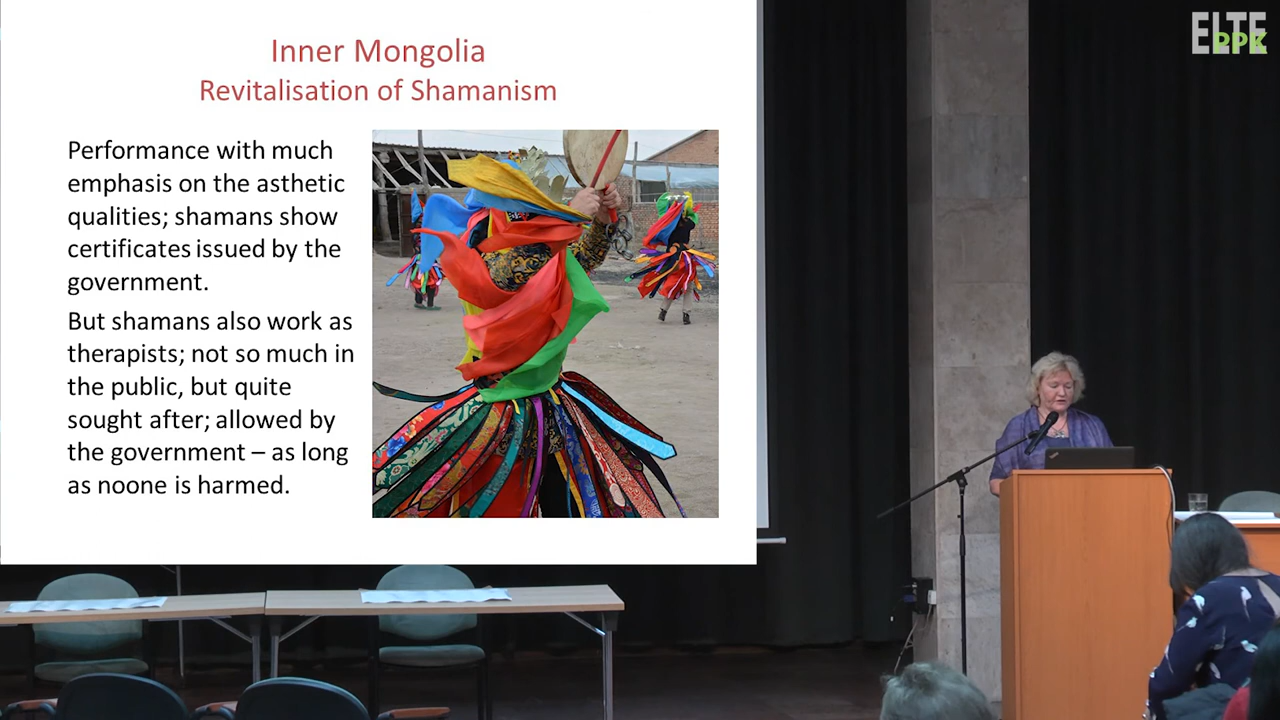 Inner Mongolia
Revitalisation of Shamanism
Performance with much
emphasis on the asthetic
qualities; shamans show
certificates issued by the
government.
But shamans also work as
therapists; not so much in
the public, but quite
sought after; allowed by
the government – as long
as noone is harmed.
ELTE
PPK